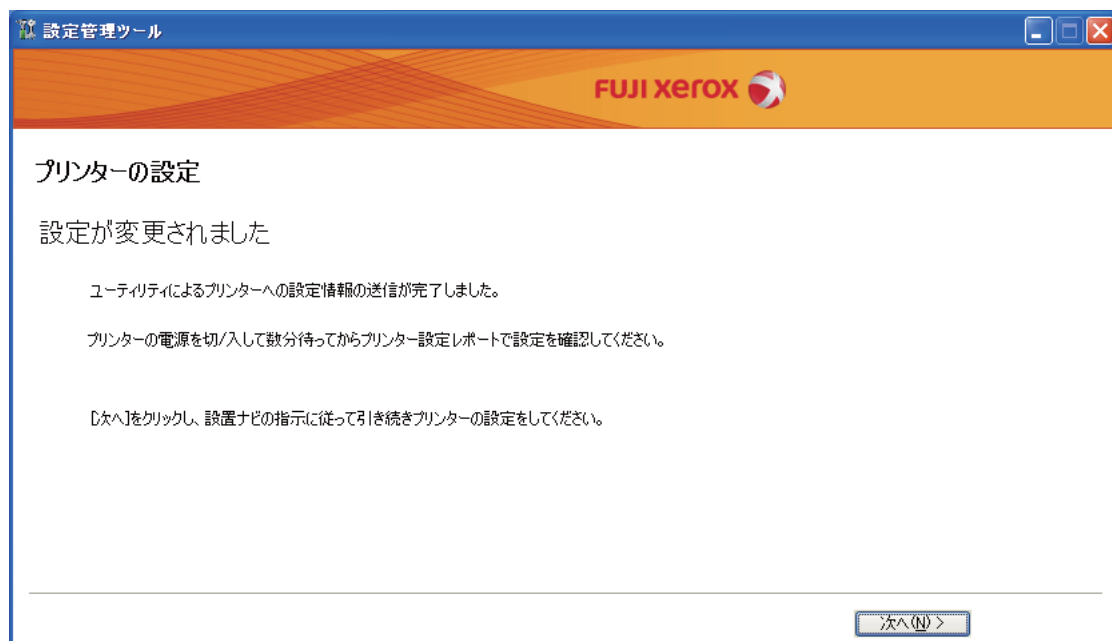 設定管理ツール
FUJI xerox
プリンターの設定
設定が変更されました
ユーティリティによるプリンターへの設定情報の送信が完了しました。
プリンターの電源を切/入して数分待ってからプリンター設定レポートで設定を確認してください。
[次へ]をクリックし、設置ナビの指示に従って引き続きプリンターの設定をしてください。
次へ(N) >